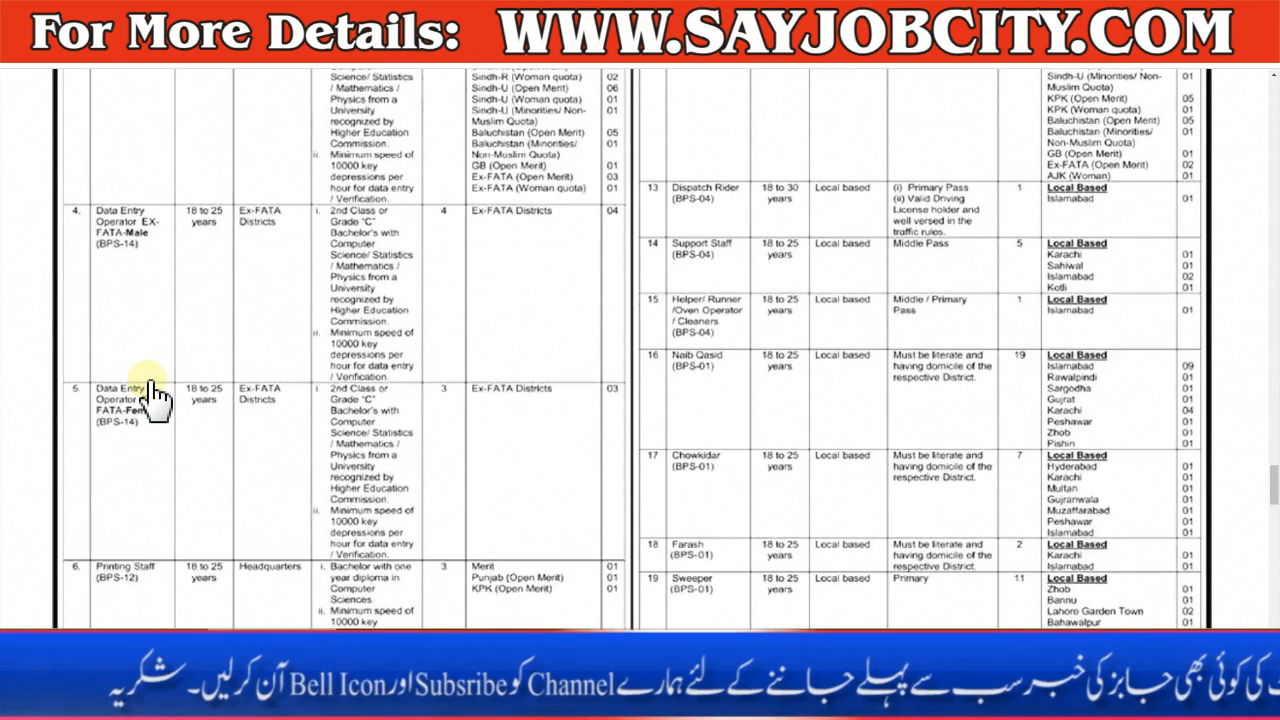 For More Details: WWW.SAYJOBCITY.COM
Science/ Statistics
/ Mathematics /
Physics from a
University
recognized by
Higher Education
Commission.
ii. Minimum speed of
10000 key
depressions per
hour for data entry
/ Verification.
Sindh-R (Woman quota) 02
Sindh-U (Open Merit) 06
Sindh-U (Woman quota) 01
Sindh-U (Minorities/ Non- 01
Muslim Quota)
Baluchistan (Open Merit) 05
Baluchistan (Minorities/ 01
Non-Muslim Quota)
GB (Open Merit) 01
Ex-FATA (Open Merit) 03
Ex-FATA (Woman quota) 01
4. Data Entry
Operator EX-
FATA-Male
(BPS-14)
18 to 25
years
Ex-FATA
Districts
i. 2nd Class or
Grade "C"
Bachelor's with
Computer
Science/ Statistics
/ Mathematics /
Physics from a
University
recognized by
Higher Education
Commission.
ii. Minimum speed of
10000 key
depressions per
hour for data entry
/ Verification.
4 Ex-FATA Districts 04
5. Data Entry
Operator
(BPS-14)
18 to 25
years
Ex-FATA
Districts
i. 2nd Class or
Grade "C"
Bachelor's with
Computer
Science/ Statistics
/ Mathematics /
Physics from a
University
recognized by
Higher Education
Commission.
ii. Minimum speed of
10000 key
depressions per
hour for data entry
/ Verification.
3 Ex-FATA Districts 03
6. Printing Staff
(BPS-12)
18 to 25
years
Headquarters
i. Bachelor with one
year diploma in
Computer
Sciences.
ii. Minimum speed of
10000 key
3 Merit 01
Punjab (Open Merit) 01
KPK (Open Merit) 01
Sindh-U (Minorities/ Non- 01
Muslim Quota)
KPK (Open Merit) 05
KPK (Woman quota) 01
Baluchistan (Open Merit) 05
Baluchistan (Minorities/ 01
Non-Muslim Quota)
GB (Open Merit) 01
Ex-FATA (Open Merit) 02
AJK (Woman) 01
13 Dispatch Rider
(BPS-04)
18 to 30
years
Local based
(i) Primary Pass
(ii) Valid Driving
License holder and
well versed in the
traffic rules.
1 Local Based
Islamabad 01
14 Support Staff
(BPS-04)
18 to 25
years
Local based
Middle Pass
5 Local Based
Karachi 01
Sahiwal 01
Islamabad 02
Kotli 01
15 Helper/ Runner
/Oven Operator
/ Cleaners
(BPS-04)
18 to 25
years
Local based
Middle / Primary
Pass
1 Local Based
Islamabad 01
16 Naib Qasid
(BPS-01)
18 to 25
years
Local based
Must be literate and
having domicile of the
respective District.
19 Local Based
Islamabad 09
Rawalpindi 01
Sargodha 01
Gujrat 01
Karachi 04
Peshawar 01
Zhob 01
Pishin 01
17 Chowkidar
(BPS-01)
18 to 25
years
Local based
Must be literate and
having domicile of the
respective District.
7 Local Based
Hyderabad 01
Karachi 01
Multan 01
Gujranwala 01
Muzaffarabad 01
Peshawar 01
Islamabad 01
18 Farash
(BPS-01)
18 to 25
years
Local based
Must be literate and
having domicile of the
respective District.
2 Local Based
Karachi 01
Islamabad 01
19 Sweeper
(BPS-01)
18 to 25
years
Local based
Primary
11 Local Based
Zhob 01
Bannu 01
Lahore Garden Town 02
Bahawalpur 01
کی کوئی بھی جابز کی خبر سب سے پہلے جاننے کے لئے ہمارے Channel کو Subsribe اور Bell Icon آن کرلیں۔ شکریہ